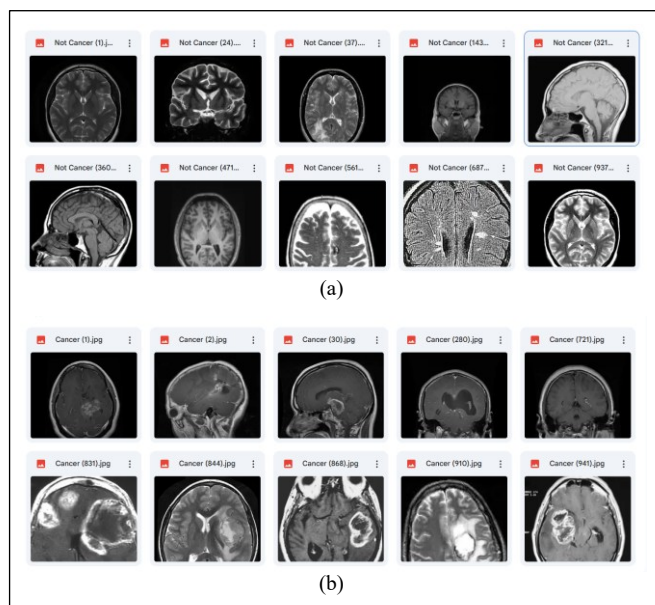 Not Cancer (1).j... Not Cancer (24).... Not Cancer (37).... Not Cancer (143... Not Cancer (321...
Not Cancer (360... Not Cancer (471... Not Cancer (561... Not Cancer (687... Not Cancer (937...
(a)
Cancer (1).jpg Cancer (2).jpg Cancer (30).jpg Cancer (280).jpg Cancer (721).jpg
Cancer (831).jpg Cancer (844).jpg Cancer (868).jpg Cancer (910).jpg Cancer (941).jpg
(b)